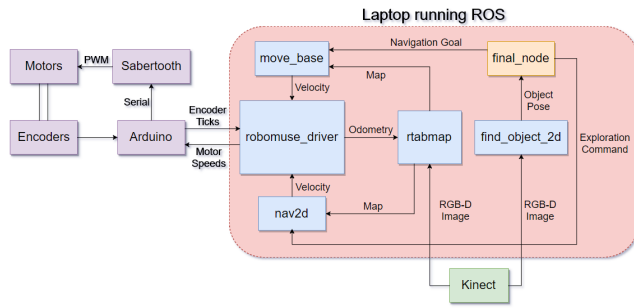 Laptop running ROS
Motors
PWM
Sabertooth
move_base
Navigation Goal
final_node
Map
Serial
Velocity
Object
Pose
Encoder
Ticks
Encoders
Arduino
robomuse_driver
Odometry
rtabmap
find_object_2d
Exploration
Command
Motor
Speeds
Velocity
nav2d
Map
RGB-D
Image
RGB-D
Image
Kinect